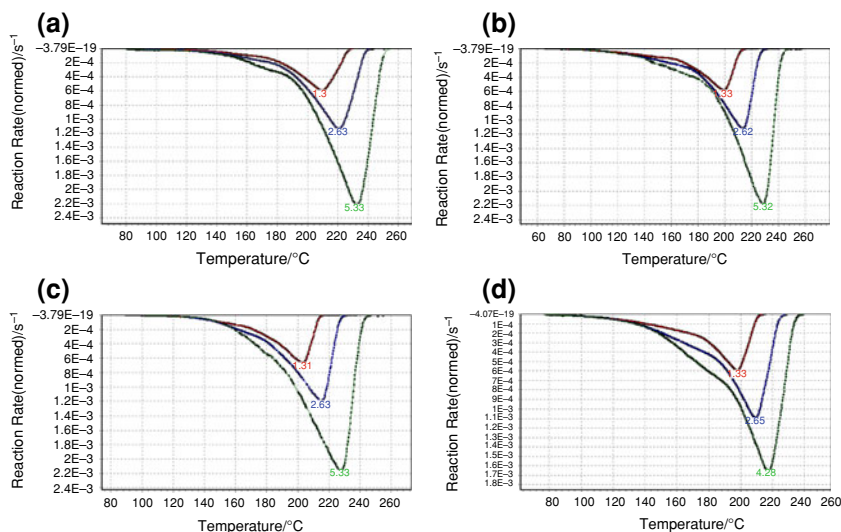 (a)
Reaction Rate(normed)/s⁻¹
−3.79E−19
2E−4
4E−4
6E−4
8E−4
1E−3
1.2E−3
1.4E−3
1.6E−3
1.8E−3
2E−3
2.2E−3
2.4E−3
1.3
2.63
5.33
80 100 120 140 160 180 200 220 240 260
Temperature/°C
(b)
Reaction Rate(normed)/s⁻¹
−3.79E−19
2E−4
4E−4
6E−4
8E−4
1E−3
1.2E−3
1.4E−3
1.6E−3
1.8E−3
2E−3
2.2E−3
2.4E−3
.33
2.62
5.32
60 80 100 120 140 160 180 200 220 240 260
Temperature/°C
(c)
Reaction Rate(normed)/s⁻¹
−3.79E−19
2E−4
4E−4
6E−4
8E−4
1E−3
1.2E−3
1.4E−3
1.6E−3
1.8E−3
2E−3
2.2E−3
2.4E−3
1.31
2.63
5.33
80 100 120 140 160 180 200 220 240 260
Temperature/°C
(d)
Reaction Rate(normed)/s⁻¹
−4.07E−19
1E−4
2E−4
3E−4
4E−4
5E−4
6E−4
7E−4
8E−4
9E−4
1E−3
1.1E−3
1.2E−3
1.3E−3
1.4E−3
1.5E−3
1.6E−3
1.7E−3
1.8E−3
.33
2.65
4.28
80 100 120 140 160 180 200 220 240 260
Temperature/°C